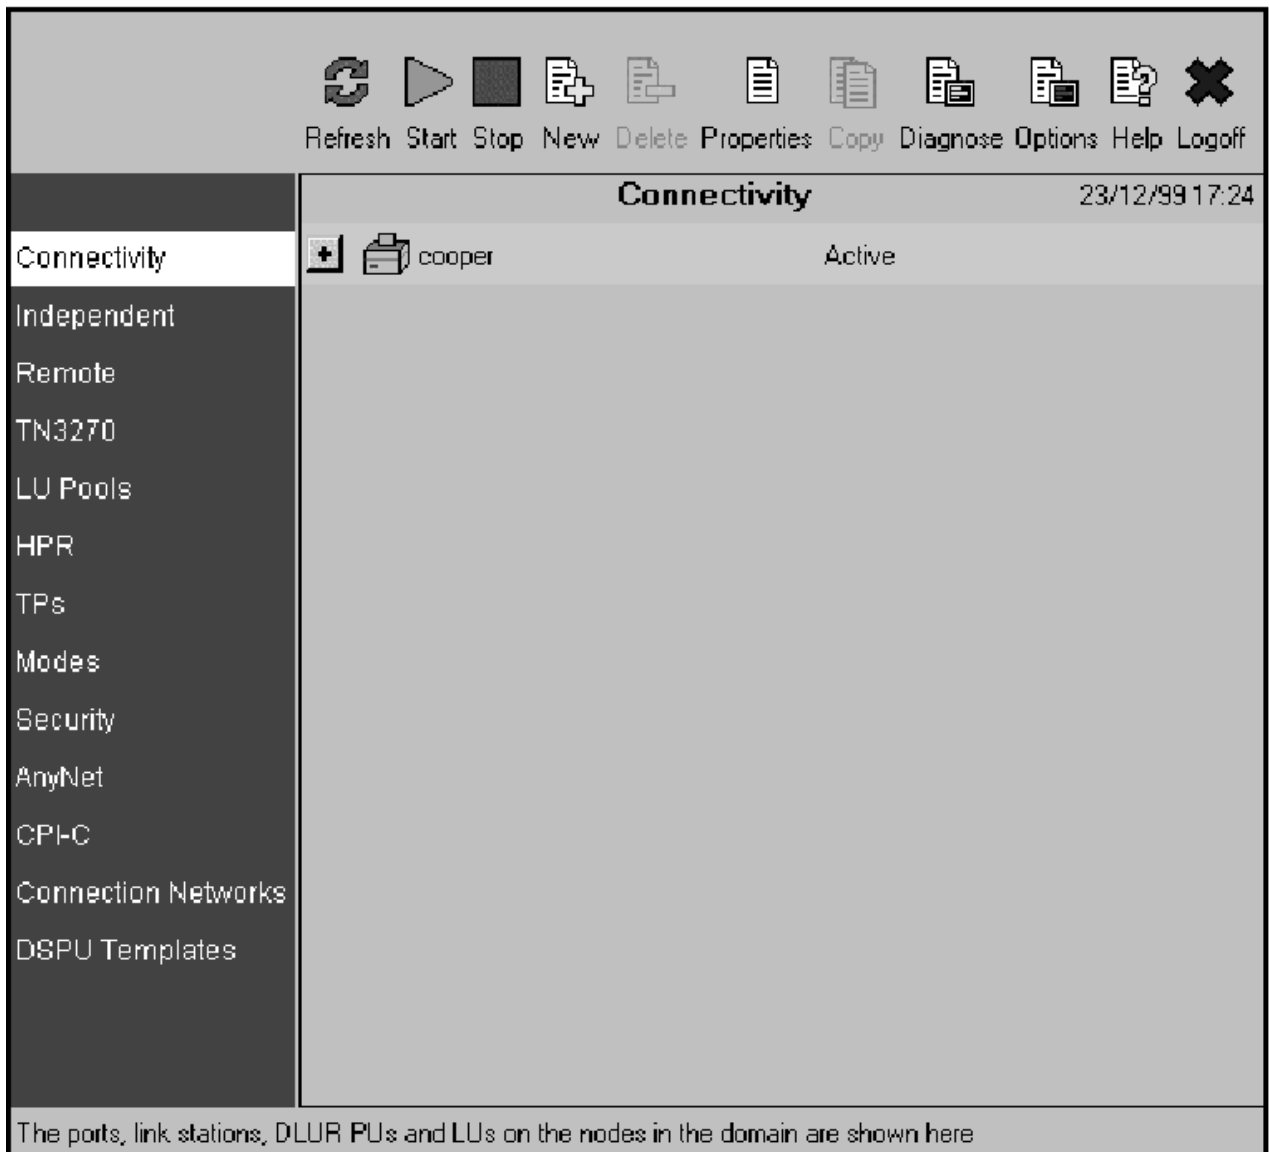 Refresh Start Stop New Delete Properties Copy Diagnose Options Help Logoff
Connectivity 23/12/99 17:24
Connectivity
cooper Active
Independent
Remote
TN3270
LU Pools
HPR
TPs
Modes
Security
AnyNet
CPI-C
Connection Networks
DSPU Templates
The ports, link stations, DLUR PUs and LUs on the nodes in the domain are shown here